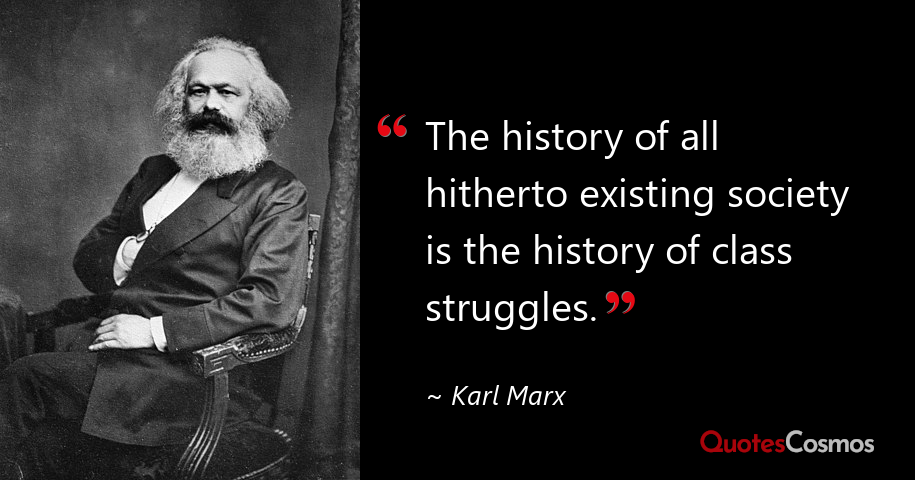 “ The history of all
hitherto existing society
is the history of class
struggles. ”
~ Karl Marx
QuotesCosmos